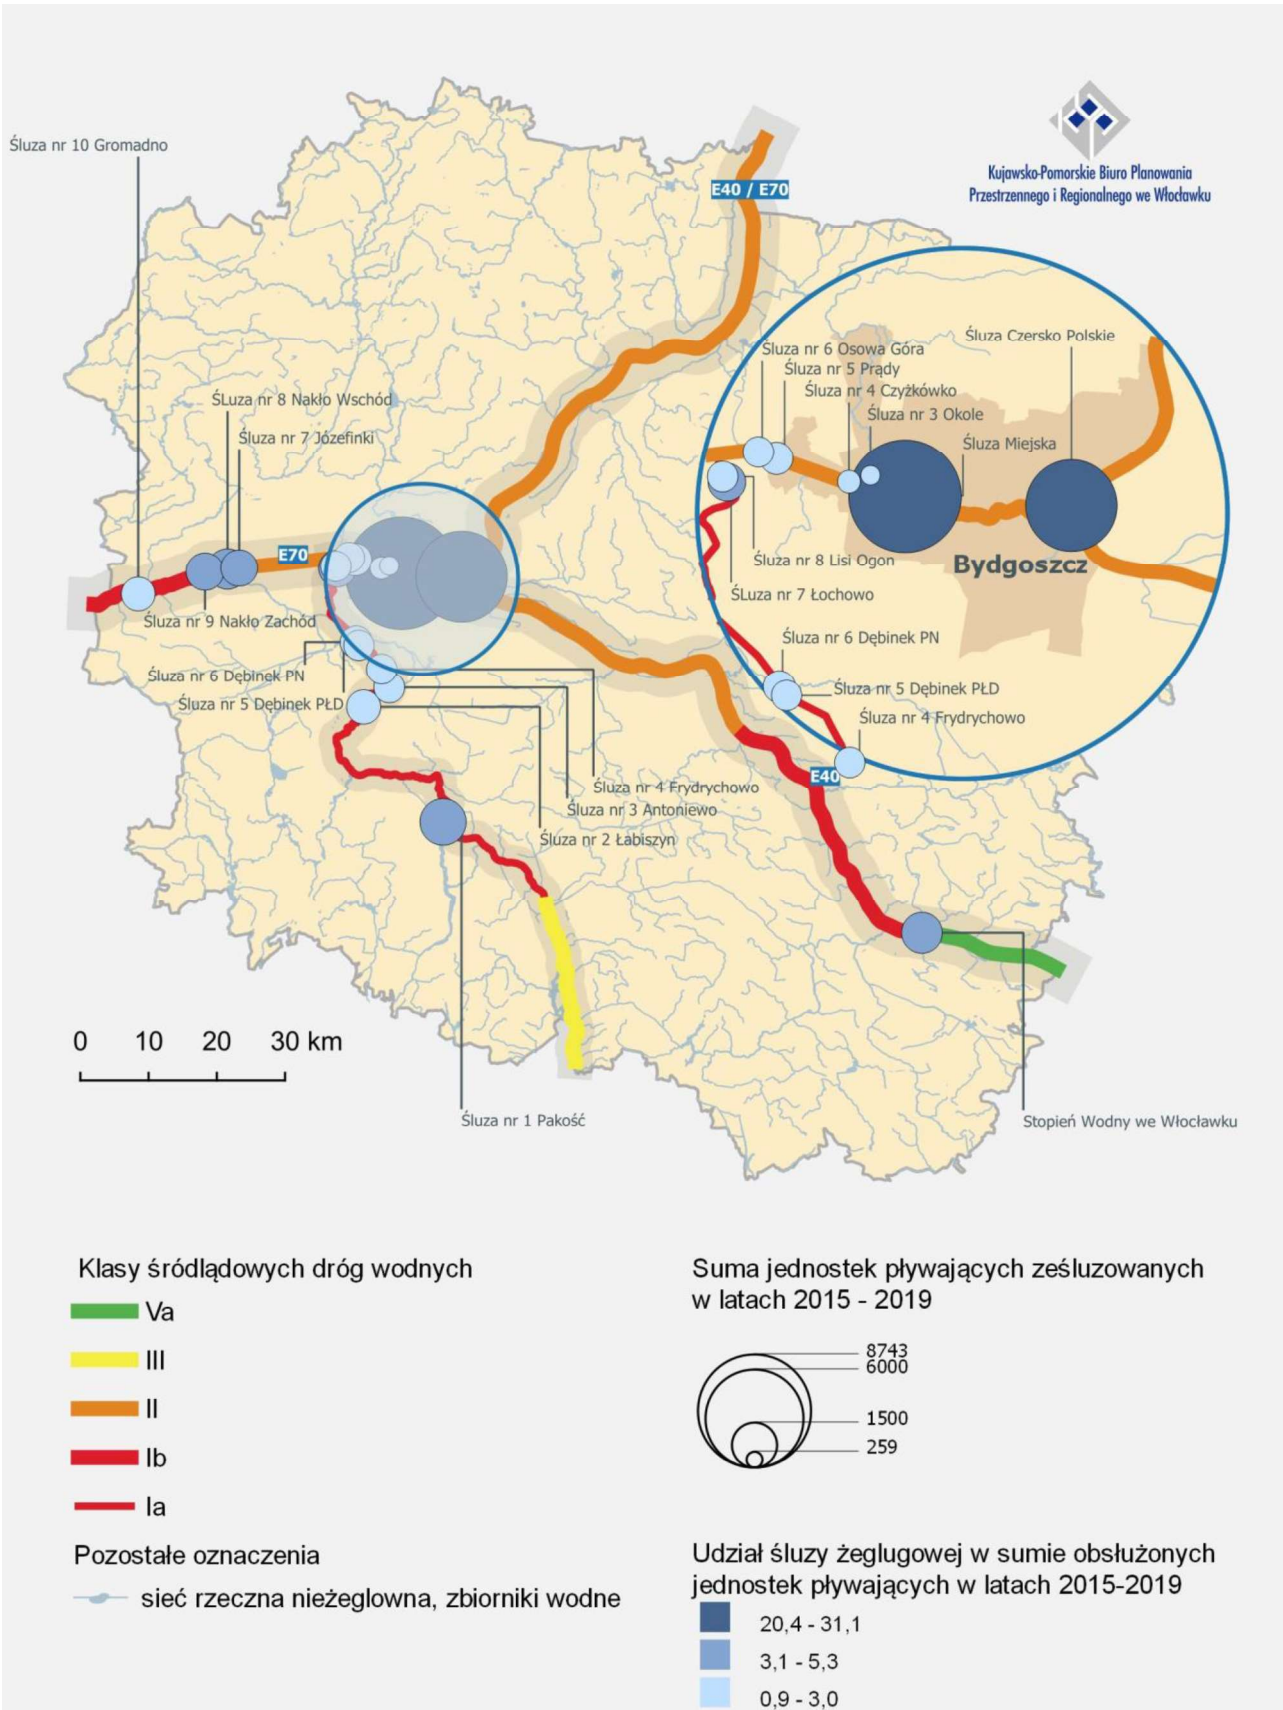 Śluza nr 10 Gromadno
E40 / E70
Kujawsko-Pomorskie Biuro Planowania
Przestrzennego i Regionalnego we Włocławku
Śluza Czersko Polskie
Śluza nr 6 Osowa Góra
Śluza nr 5 Prądy
Śluza nr 4 Czyżkówko
Śluza nr 3 Okole
Śluza Miejska
ŚLuza nr 8 Nakło Wschód
Śluza nr 7 Józefinki
E70
Śluza nr 8 Lisi Ogon
Bydgoszcz
ŚLuza nr 7 Łochowo
Śluza nr 9 Nakło Zachód
Śluza nr 6 Dębinek PN
Śluza nr 6 Dębinek PN
Śluza nr 5 Dębinek PŁD
Śluza nr 5 Dębinek PŁD
Śluza nr 4 Frydrychowo
E40
Śluza nr 4 Frydrychowo
Śluza nr 3 Antoniewo
Śluza nr 2 Łabiszyn
0 10 20 30 km
Śluza nr 1 Pakość
Stopień Wodny we Włocławku
Klasy śródlądowych dróg wodnych
Va
III
II
Ib
Ia
Pozostałe oznaczenia
sieć rzeczna nieżeglowna, zbiorniki wodne
Suma jednostek pływających ześluzowanych
w latach 2015 - 2019
8743
6000
1500
259
Udział śluzy żeglugowej w sumie obsłużonych
jednostek pływających w latach 2015-2019
20,4 - 31,1
3,1 - 5,3
0,9 - 3,0